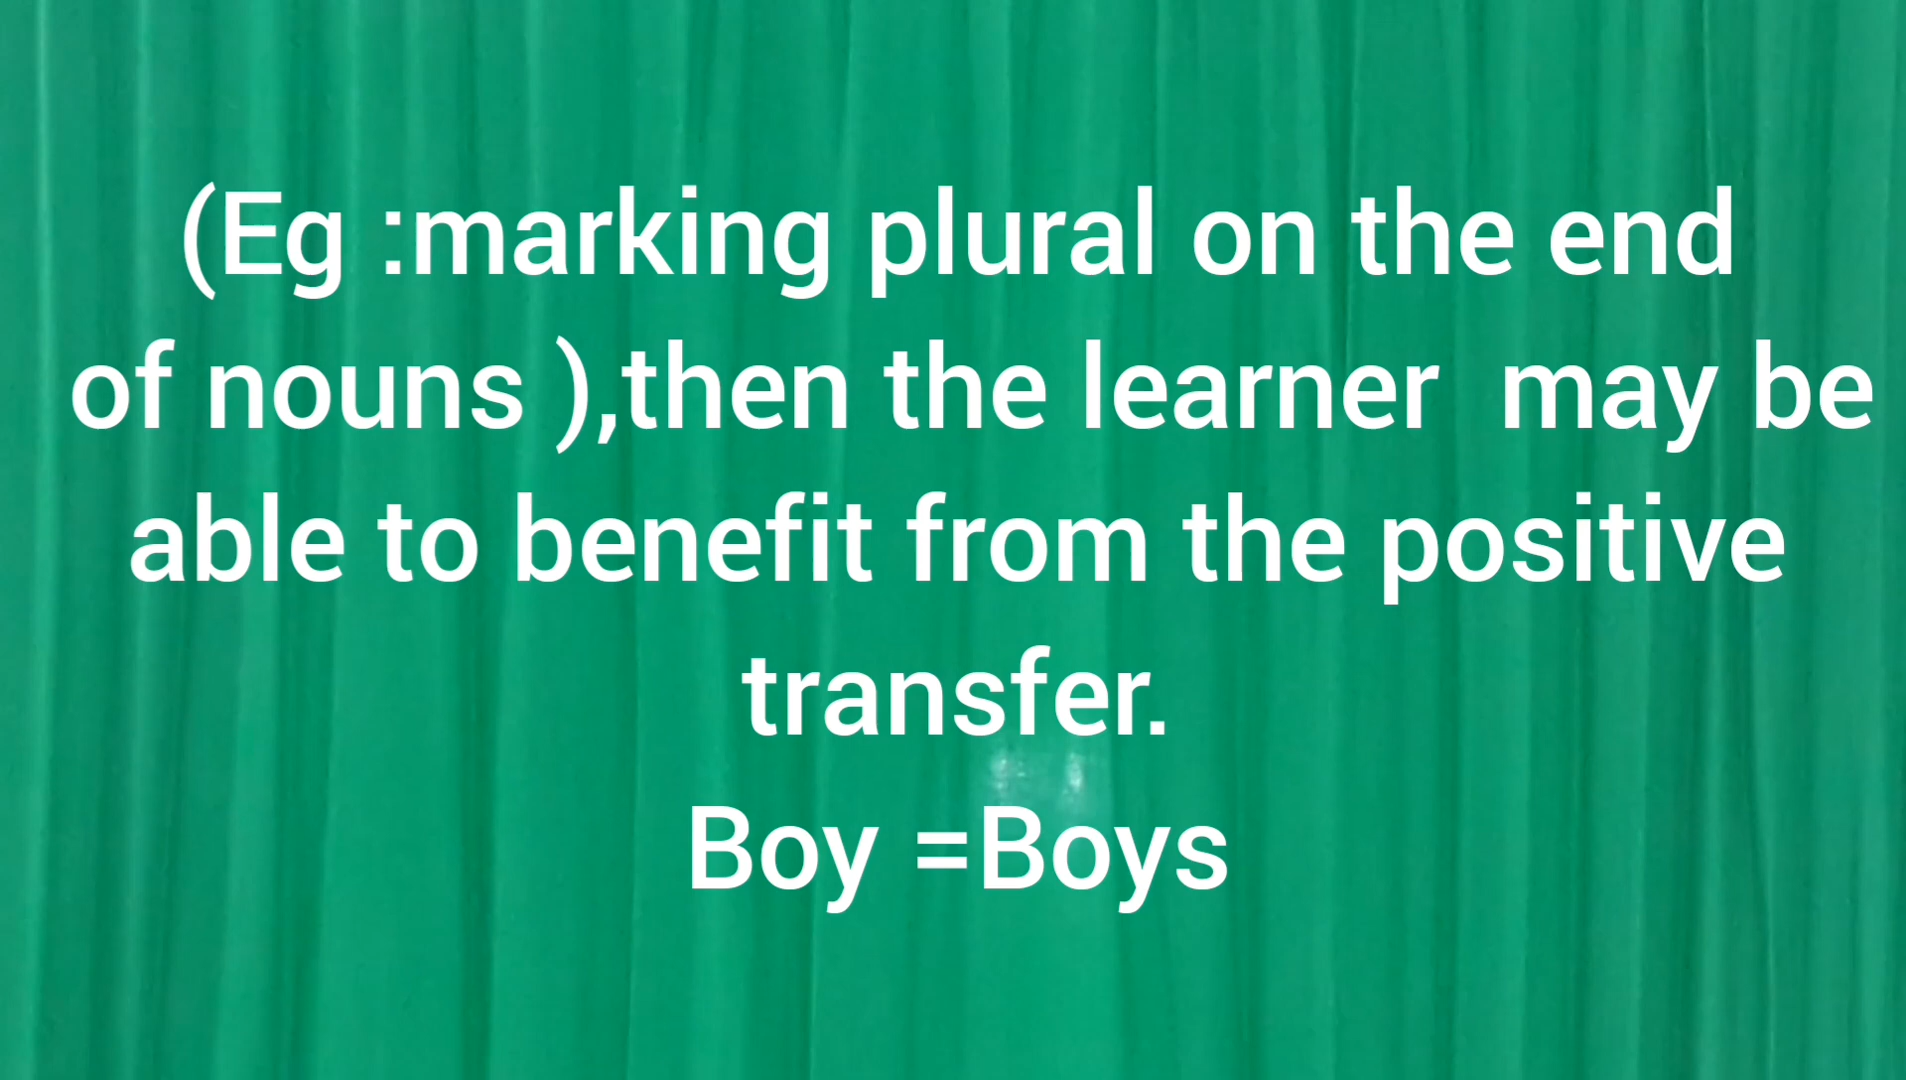 (Eg :marking plural on the end
of nouns ),then the learner  may be
able to benefit from the positive
transfer.
Boy =Boys